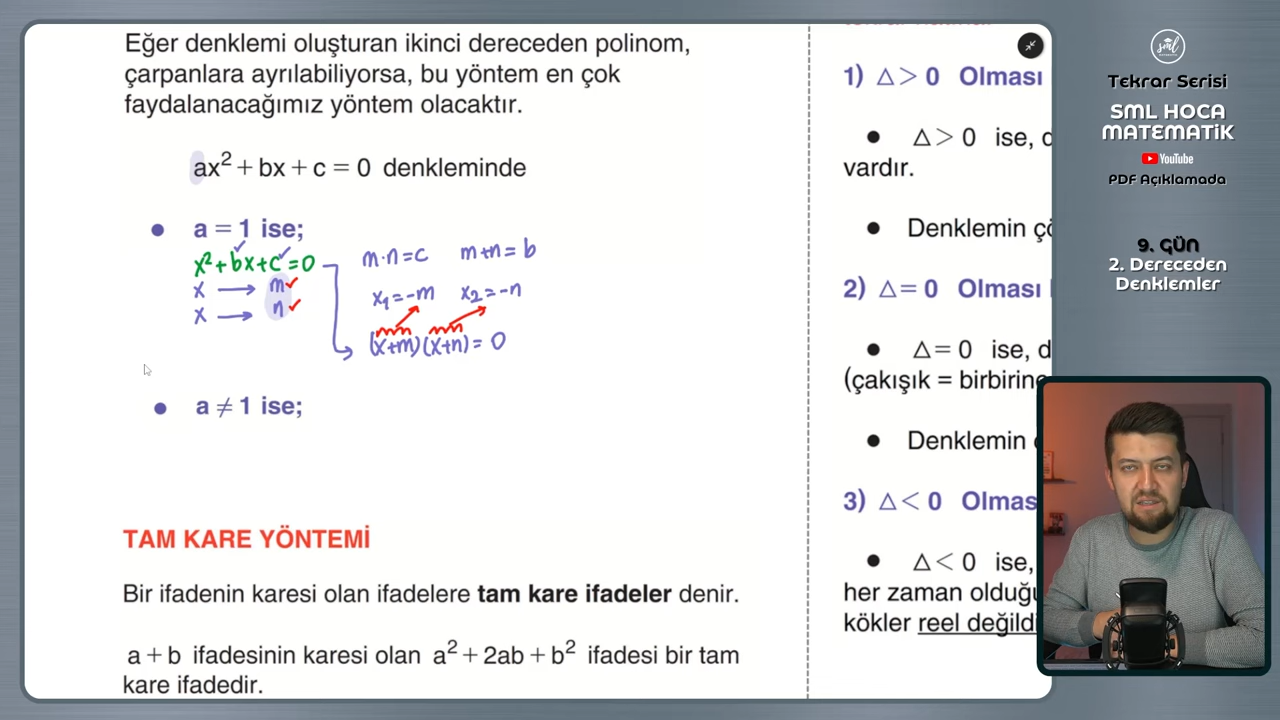 Eğer denklemi oluşturan ikinci dereceden polinom,
çarpanlara ayrılabiliyorsa, bu yöntem en çok
faydalanacağımız yöntem olacaktır.
ax² + bx + c = 0 denkleminde
• a = 1 ise;
x² + bx + c = 0
x → m
x → n
m·n = c m+n = b
x₁ = -m x₂ = -n
(x+m)(x+n) = 0
• a ≠ 1 ise;
TAM KARE YÖNTEMİ
Bir ifadenin karesi olan ifadelere tam kare ifadeler denir.
a + b ifadesinin karesi olan a² + 2ab + b² ifadesi bir tam
kare ifadedir.
1) △ > 0 Olması
• △ > 0 ise, d
vardır.
• Denklemin çö
2) △ = 0 Olması
• △ = 0 ise, d
(çakışık = birbirine
• Denklemin
3) △ < 0 Olmas
• △ < 0 ise,
her zaman olduğu
kökler reel değildi
sml
Tekrar Serisi
SML HOCA
MATEMATİK
YouTube
PDF Açıklamada
9. GÜN
2. Dereceden
Denklemler